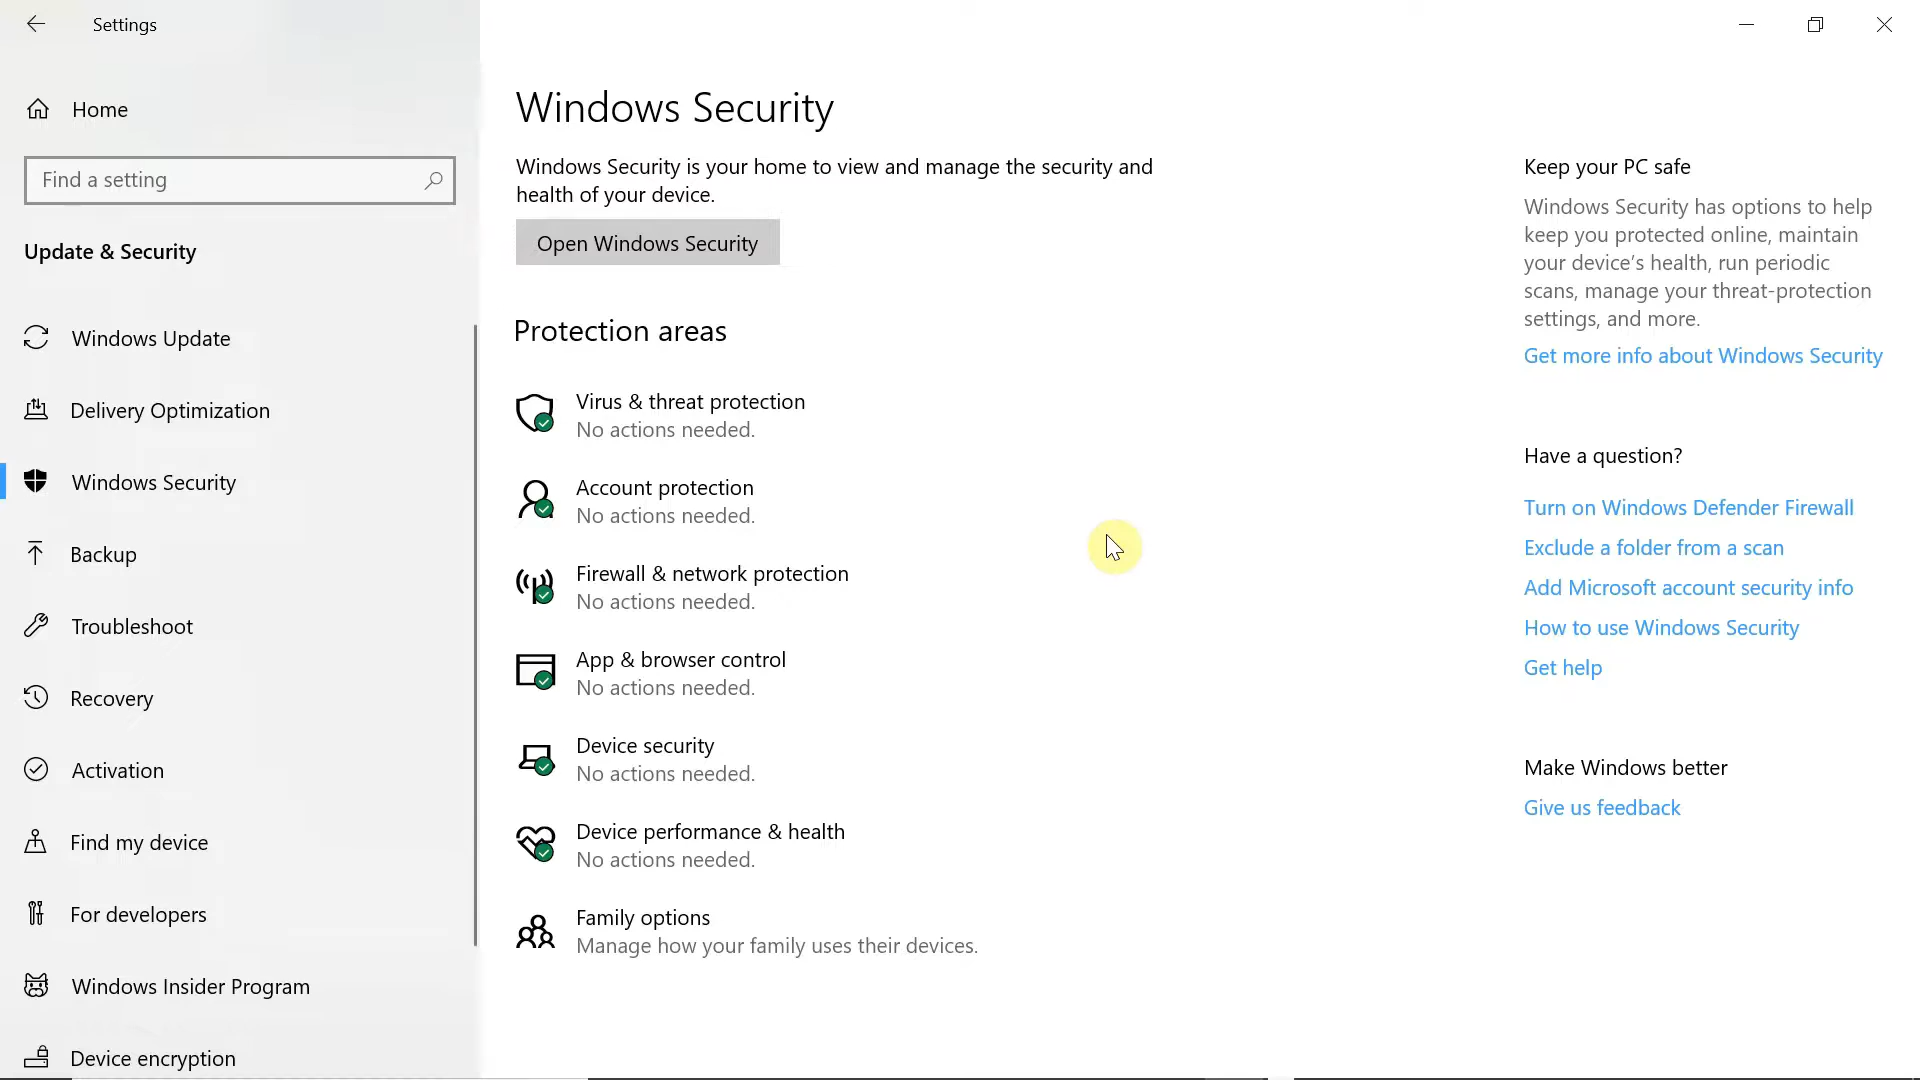 Settings
Home
Find a setting
Update & Security
Windows Update
Delivery Optimization
Windows Security
Backup
Troubleshoot
Recovery
Activation
Find my device
For developers
Windows Insider Program
Device encryption
Windows Security
Windows Security is your home to view and manage the security and
health of your device.
Open Windows Security
Protection areas
Virus & threat protection
No actions needed.
Account protection
No actions needed.
Firewall & network protection
No actions needed.
App & browser control
No actions needed.
Device security
No actions needed.
Device performance & health
No actions needed.
Family options
Manage how your family uses their devices.
Keep your PC safe
Windows Security has options to help
keep you protected online, maintain
your device's health, run periodic
scans, manage your threat-protection
settings, and more.
Get more info about Windows Security
Have a question?
Turn on Windows Defender Firewall
Exclude a folder from a scan
Add Microsoft account security info
How to use Windows Security
Get help
Make Windows better
Give us feedback